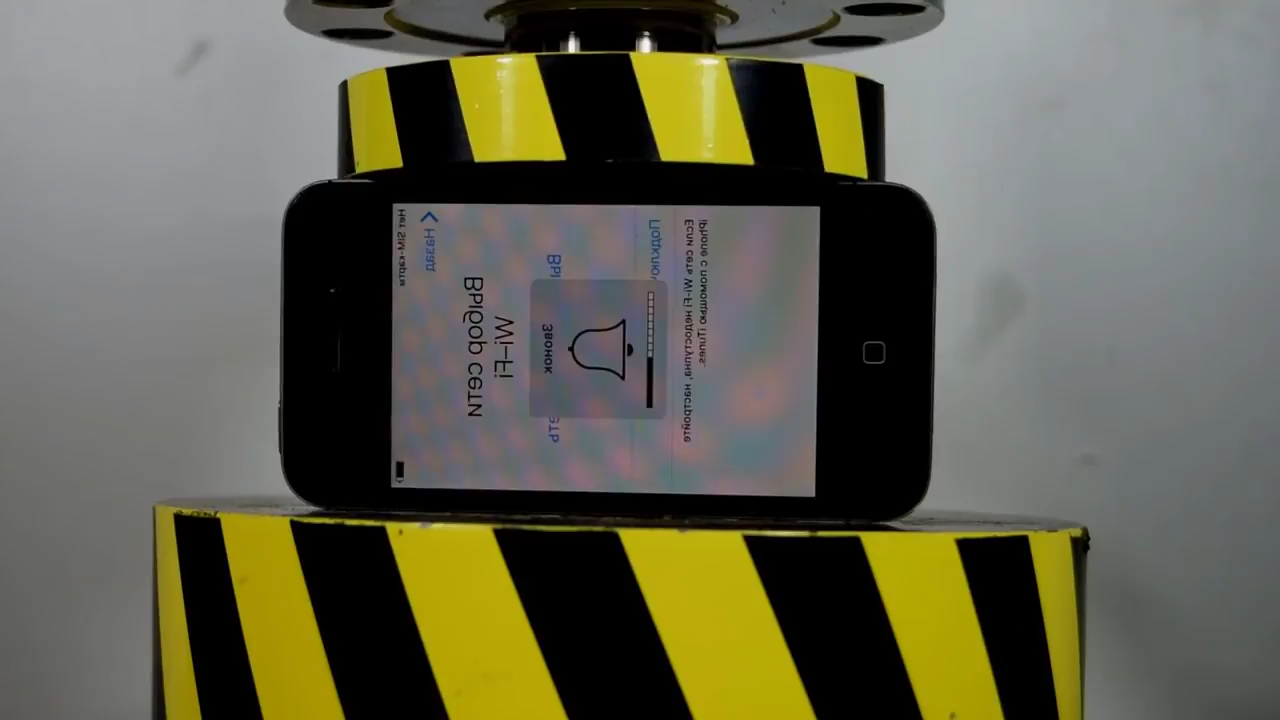 Нет SIM-карты
Назад
Выбор сети
Wi-Fi
Звонок
Если сеть Wi-Fi недоступна, настройте
iPhone с помощью iTunes.